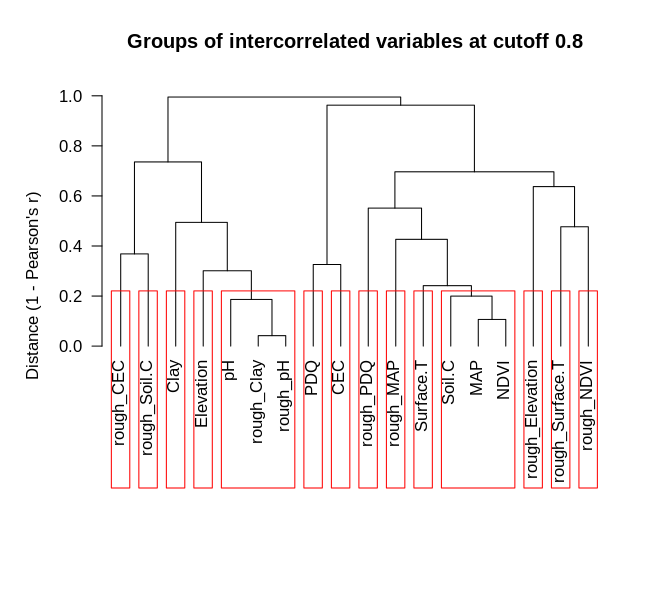 Groups of intercorrelated variables at cutoff 0.8
Distance (1 - Pearson's r)
1.0
0.8
0.6
0.4
0.2
0.0
rough_CEC
rough_Soil.C
Clay
Elevation
pH
rough_Clay
rough_pH
PDQ
CEC
rough_PDQ
rough_MAP
Surface.T
Soil.C
MAP
NDVI
rough_Elevation
rough_Surface.T
rough_NDVI